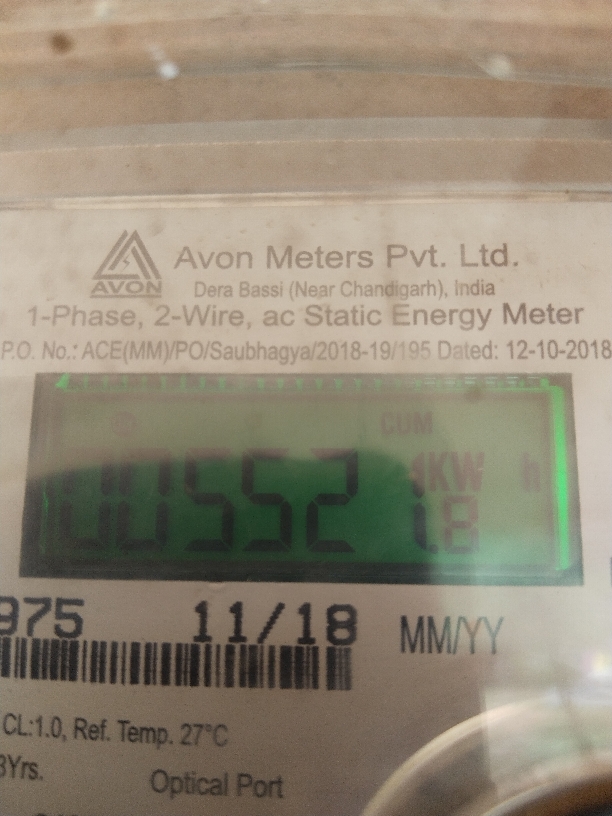 AVON
Avon Meters Pvt. Ltd.
Dera Bassi (Near Chandigarh), India
1-Phase, 2-Wire, ac Static Energy Meter
P.O. No.: ACE(MM)/PO/Saubhagya/2018-19/195 Dated: 12-10-2018
CUM
00552 KW h
1.8
975 11/18 MM/YY
CL:1.0, Ref. Temp. 27°C
Yrs.
Optical Port